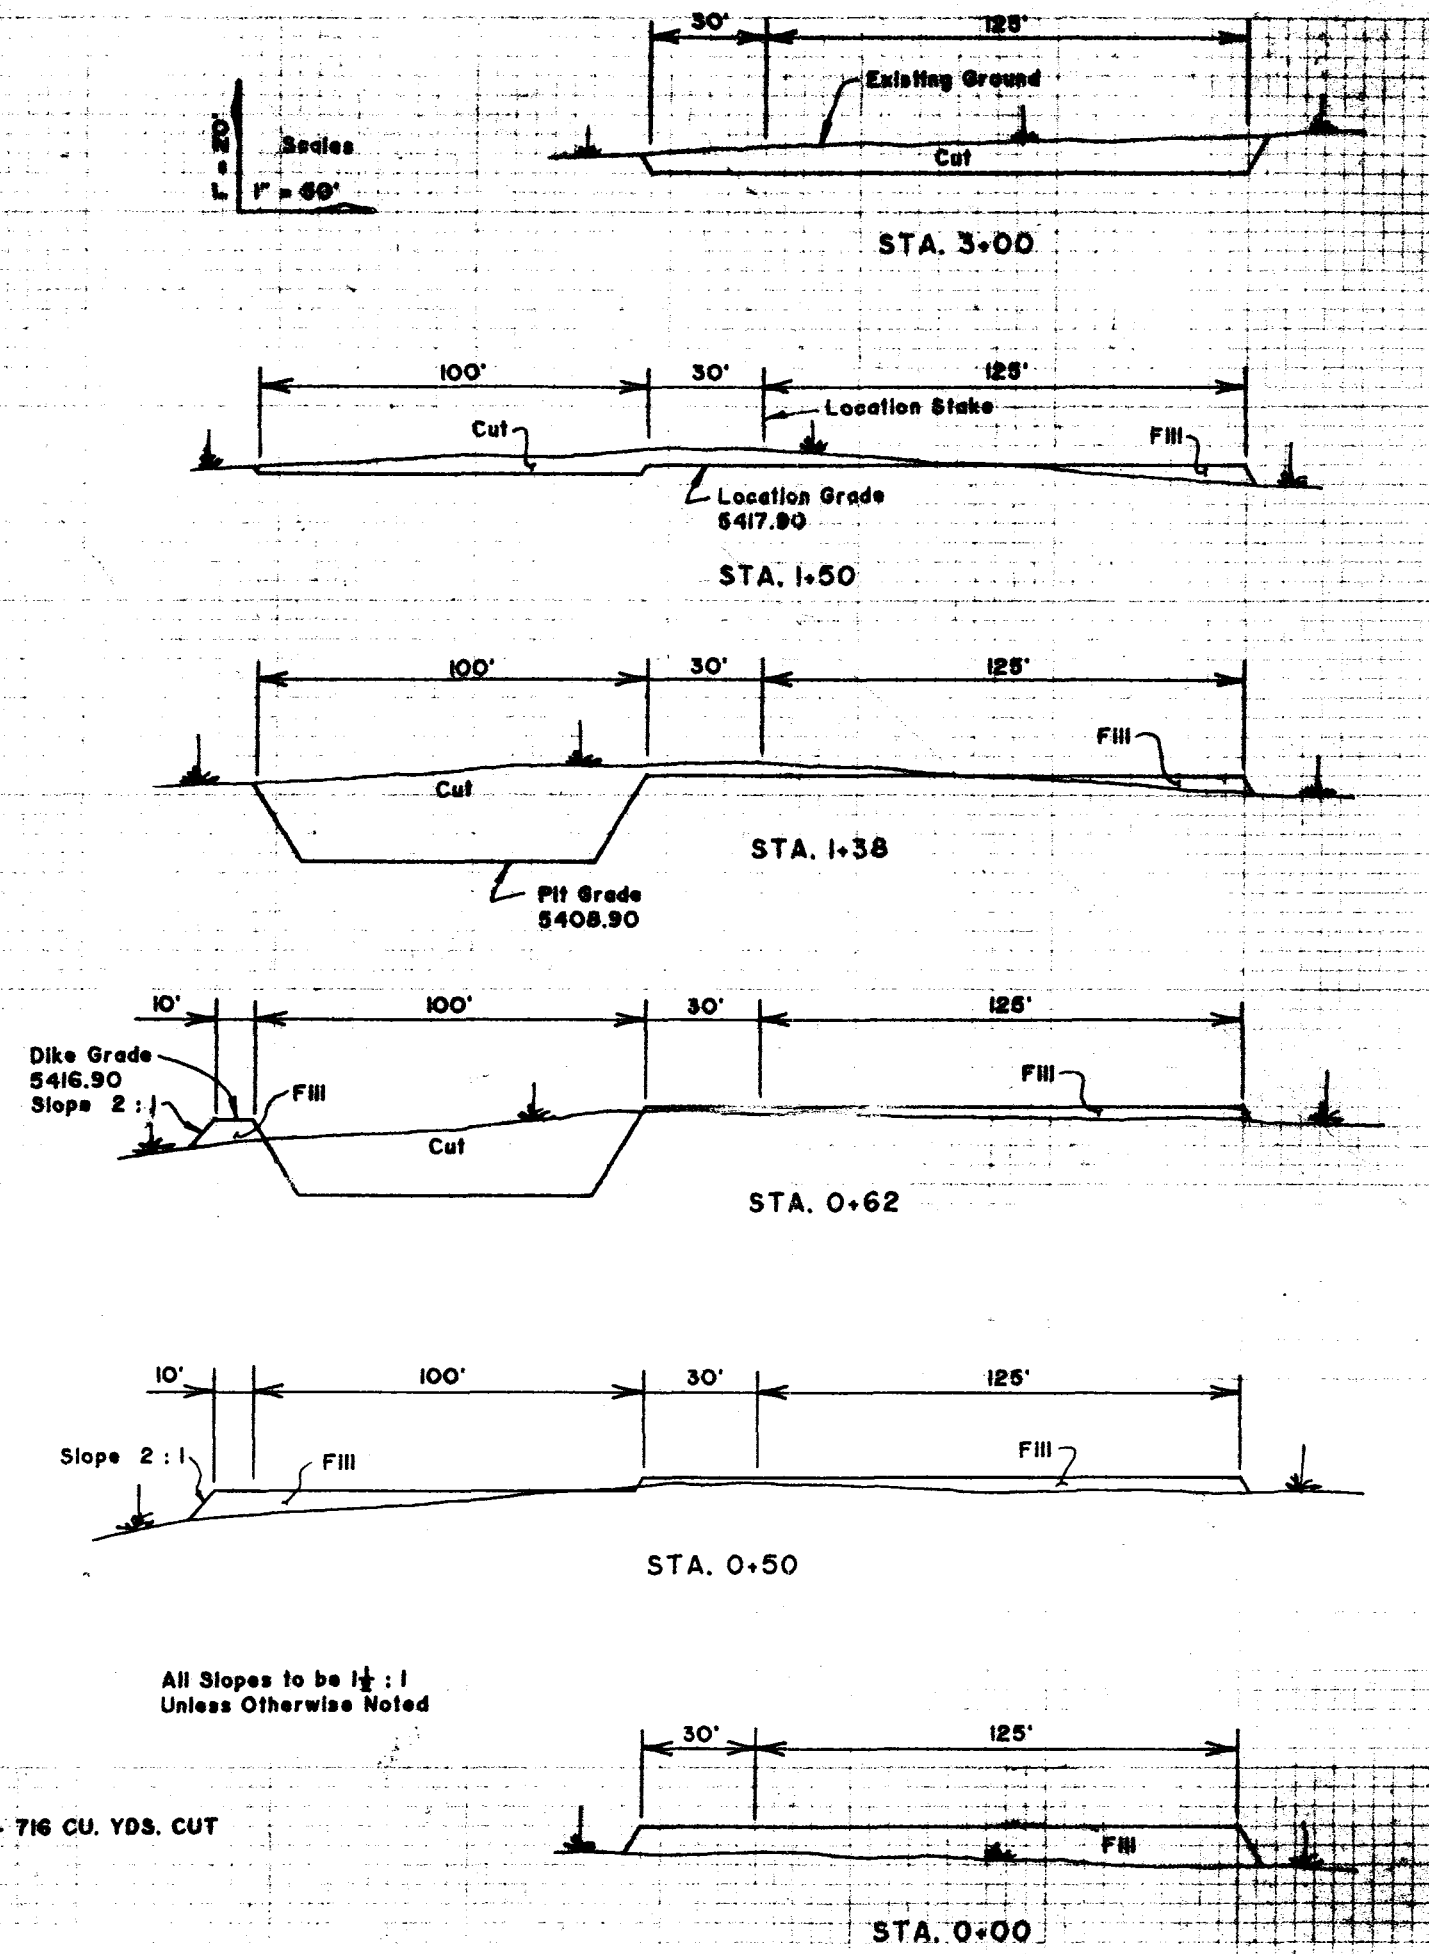 30' 125'
Existing Ground
Scales
1" = 50'
Cut
STA. 3+00
100' 30' 125'
Location Stake
Cut
Fill
Location Grade
5417.90
STA. 1+50
100' 30' 125'
Fill
Cut
STA. 1+38
Pit Grade
5408.90
10' 100' 30' 125'
Dike Grade
5416.90
Slope 2 : 1
Fill
Fill
Cut
STA. 0+62
10' 100' 30' 125'
Slope 2 : 1
Fill
Fill
STA. 0+50
All Slopes to be 1½ : 1
Unless Otherwise Noted
30' 125'
716 CU. YDS. CUT
Fill
STA. 0+00